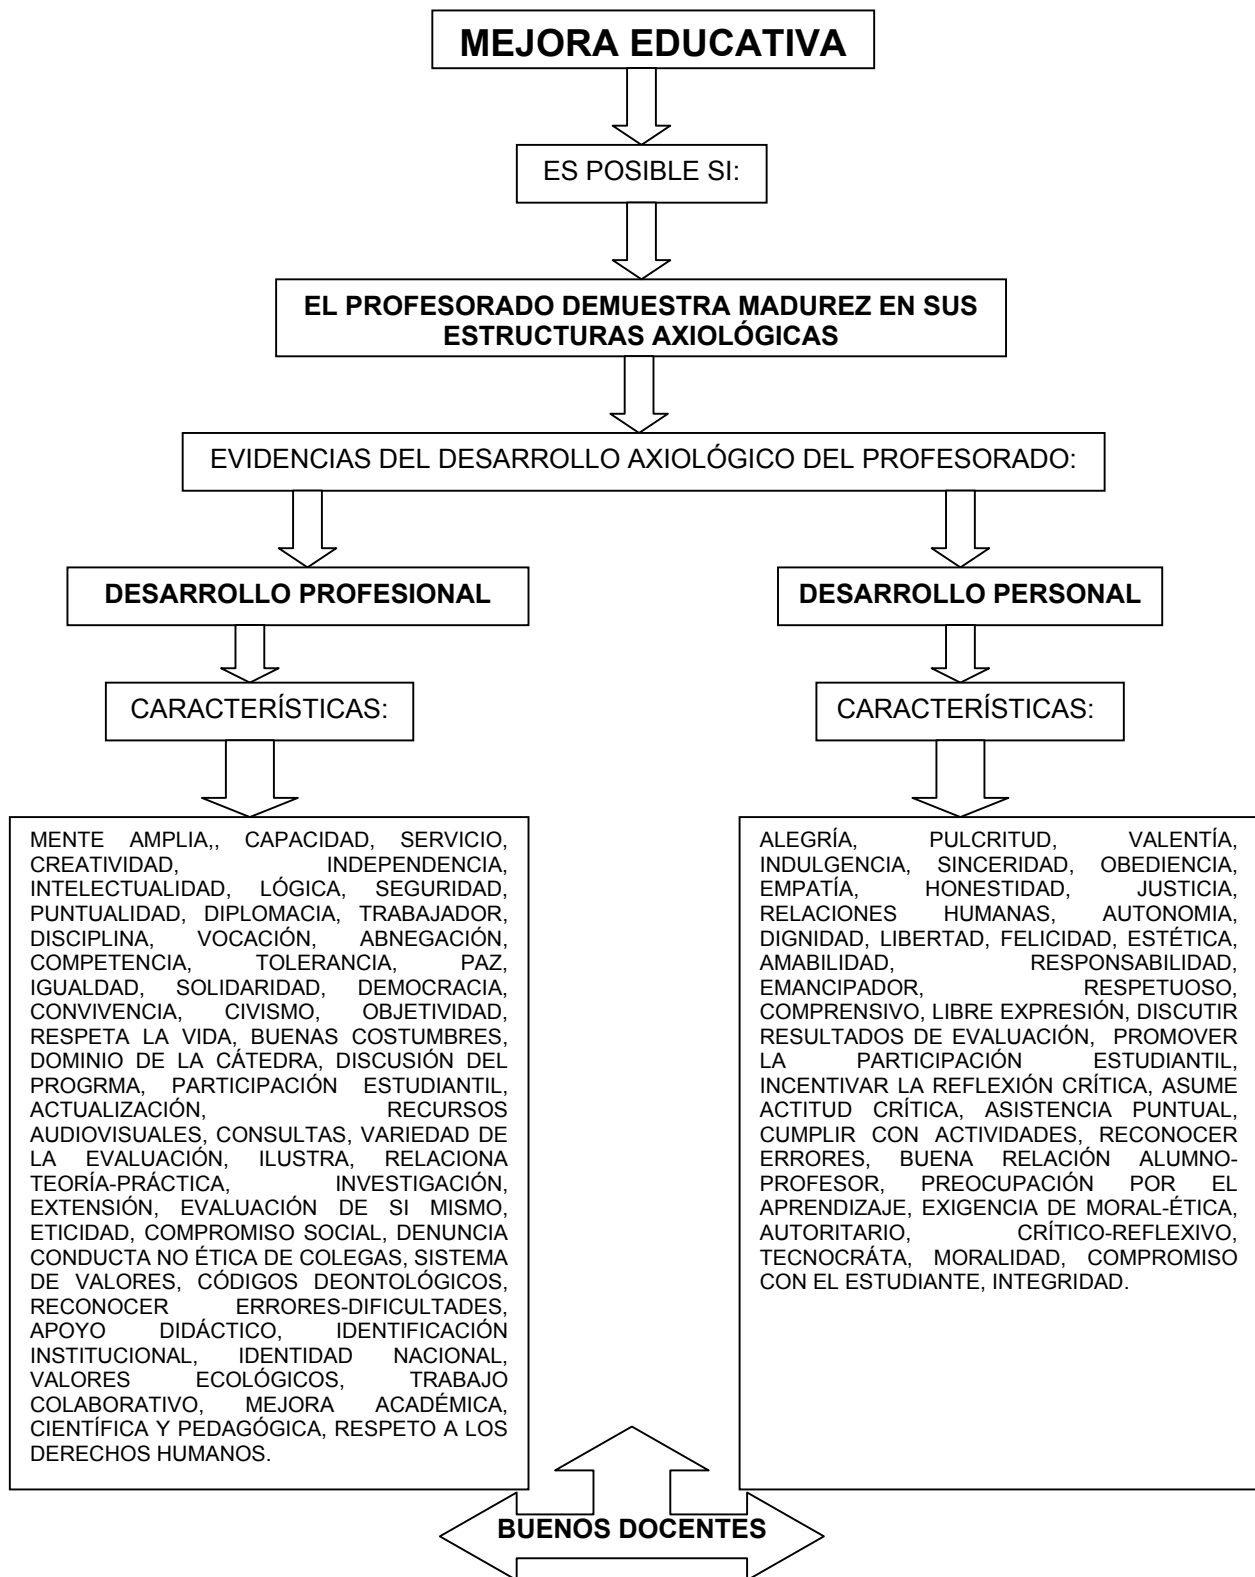 MEJORA EDUCATIVA
ES POSIBLE SI:
EL PROFESORADO DEMUESTRA MADUREZ EN SUS
ESTRUCTURAS AXIOLÓGICAS
EVIDENCIAS DEL DESARROLLO AXIOLÓGICO DEL PROFESORADO:
DESARROLLO PROFESIONAL
CARACTERÍSTICAS:
MENTE AMPLIA,, CAPACIDAD, SERVICIO,
CREATIVIDAD, INDEPENDENCIA,
INTELECTUALIDAD, LÓGICA, SEGURIDAD,
PUNTUALIDAD, DIPLOMACIA, TRABAJADOR,
DISCIPLINA, VOCACIÓN, ABNEGACIÓN,
COMPETENCIA, TOLERANCIA, PAZ,
IGUALDAD, SOLIDARIDAD, DEMOCRACIA,
CONVIVENCIA, CIVISMO, OBJETIVIDAD,
RESPETA LA VIDA, BUENAS COSTUMBRES,
DOMINIO DE LA CÁTEDRA, DISCUSIÓN DEL
PROGRMA, PARTICIPACIÓN ESTUDIANTIL,
ACTUALIZACIÓN, RECURSOS
AUDIOVISUALES, CONSULTAS, VARIEDAD DE
LA EVALUACIÓN, ILUSTRA, RELACIONA
TEORÍA-PRÁCTICA, INVESTIGACIÓN,
EXTENSIÓN, EVALUACIÓN DE SI MISMO,
ETICIDAD, COMPROMISO SOCIAL, DENUNCIA
CONDUCTA NO ÉTICA DE COLEGAS, SISTEMA
DE VALORES, CÓDIGOS DEONTOLÓGICOS,
RECONOCER ERRORES-DIFICULTADES,
APOYO DIDÁCTICO, IDENTIFICACIÓN
INSTITUCIONAL, IDENTIDAD NACIONAL,
VALORES ECOLÓGICOS, TRABAJO
COLABORATIVO, MEJORA ACADÉMICA,
CIENTÍFICA Y PEDAGÓGICA, RESPETO A LOS
DERECHOS HUMANOS.
DESARROLLO PERSONAL
CARACTERÍSTICAS:
ALEGRÍA, PULCRITUD, VALENTÍA,
INDULGENCIA, SINCERIDAD, OBEDIENCIA,
EMPATÍA, HONESTIDAD, JUSTICIA,
RELACIONES HUMANAS, AUTONOMIA,
DIGNIDAD, LIBERTAD, FELICIDAD, ESTÉTICA,
AMABILIDAD, RESPONSABILIDAD,
EMANCIPADOR, RESPETUOSO,
COMPRENSIVO, LIBRE EXPRESIÓN, DISCUTIR
RESULTADOS DE EVALUACIÓN, PROMOVER
LA PARTICIPACIÓN ESTUDIANTIL,
INCENTIVAR LA REFLEXIÓN CRÍTICA, ASUME
ACTITUD CRÍTICA, ASISTENCIA PUNTUAL,
CUMPLIR CON ACTIVIDADES, RECONOCER
ERRORES, BUENA RELACIÓN ALUMNO-
PROFESOR, PREOCUPACIÓN POR EL
APRENDIZAJE, EXIGENCIA DE MORAL-ÉTICA,
AUTORITARIO, CRÍTICO-REFLEXIVO,
TECNOCRÁTA, MORALIDAD, COMPROMISO
CON EL ESTUDIANTE, INTEGRIDAD.
BUENOS DOCENTES